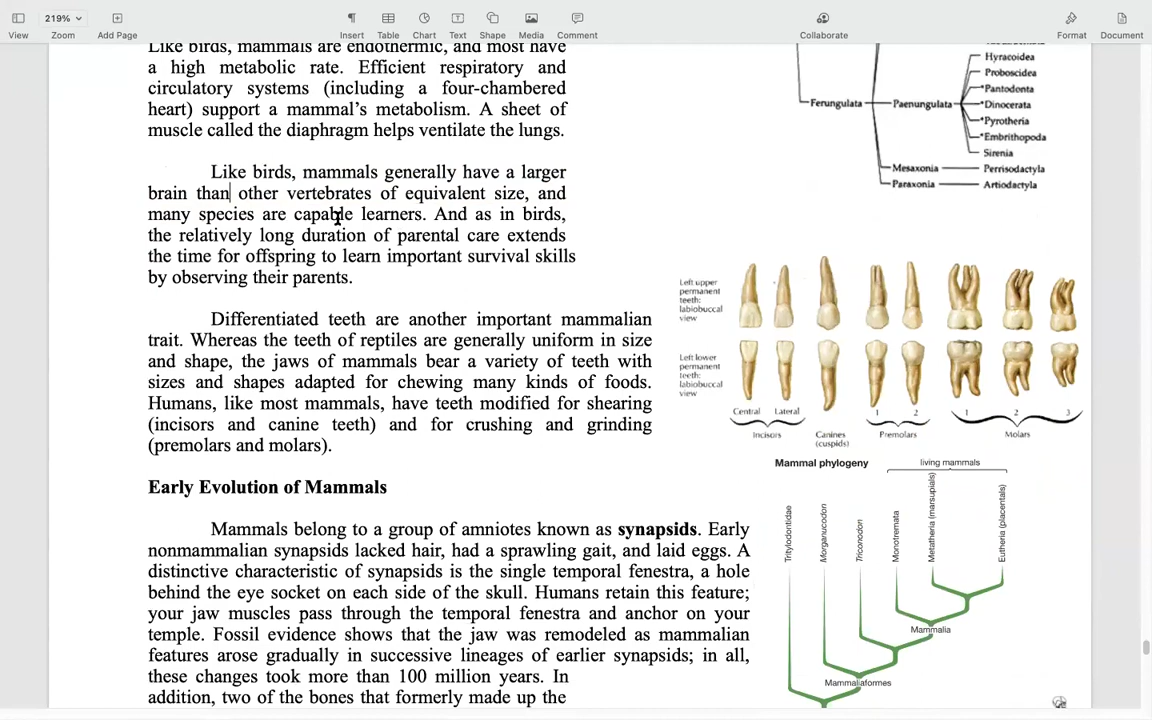 219%
View
Zoom
Add Page
Insert
Table
Chart
Text
Shape
Media
Comment
Collaborate
Format
Document
Like birds, mammals are endothermic, and most have
a high metabolic rate. Efficient respiratory and
circulatory systems (including a four-chambered
heart) support a mammal’s metabolism. A sheet of
muscle called the diaphragm helps ventilate the lungs.
Like birds, mammals generally have a larger
brain than other vertebrates of equivalent size, and
many species are capable learners. And as in birds,
the relatively long duration of parental care extends
the time for offspring to learn important survival skills
by observing their parents.
Differentiated teeth are another important mammalian
trait. Whereas the teeth of reptiles are generally uniform in size
and shape, the jaws of mammals bear a variety of teeth with
sizes and shapes adapted for chewing many kinds of foods.
Humans, like most mammals, have teeth modified for shearing
(incisors and canine teeth) and for crushing and grinding
(premolars and molars).
Early Evolution of Mammals
Mammals belong to a group of amniotes known as synapsids. Early
nonmammalian synapsids lacked hair, had a sprawling gait, and laid eggs. A
distinctive characteristic of synapsids is the single temporal fenestra, a hole
behind the eye socket on each side of the skull. Humans retain this feature;
your jaw muscles pass through the temporal fenestra and anchor on your
temple. Fossil evidence shows that the jaw was remodeled as mammalian
features arose gradually in successive lineages of earlier synapsids; in all,
these changes took more than 100 million years. In
addition, two of the bones that formerly made up the
Hyracoidea
Proboscidea
*Pantodonta
Ferungulata
Paenungulata
*Dinocerata
*Pyrotheria
*Embrithopoda
Sirenia
Mesaxonia
Perrisodactyla
Paraxonia
Artiodactyla
Left upper
permanent
teeth:
labiobuccal
view
Left lower
permanent
teeth:
labiobuccal
view
Central
Lateral
1
2
1
2
3
Incisors
Canines
(cuspids)
Premolars
Molars
Mammal phylogeny
living mammals
Tritylodontidae
Morganucodon
Triconodon
Monotremata
Metatheria (marsupials)
Eutheria (placentals)
Mammalia
Mammaliaformes